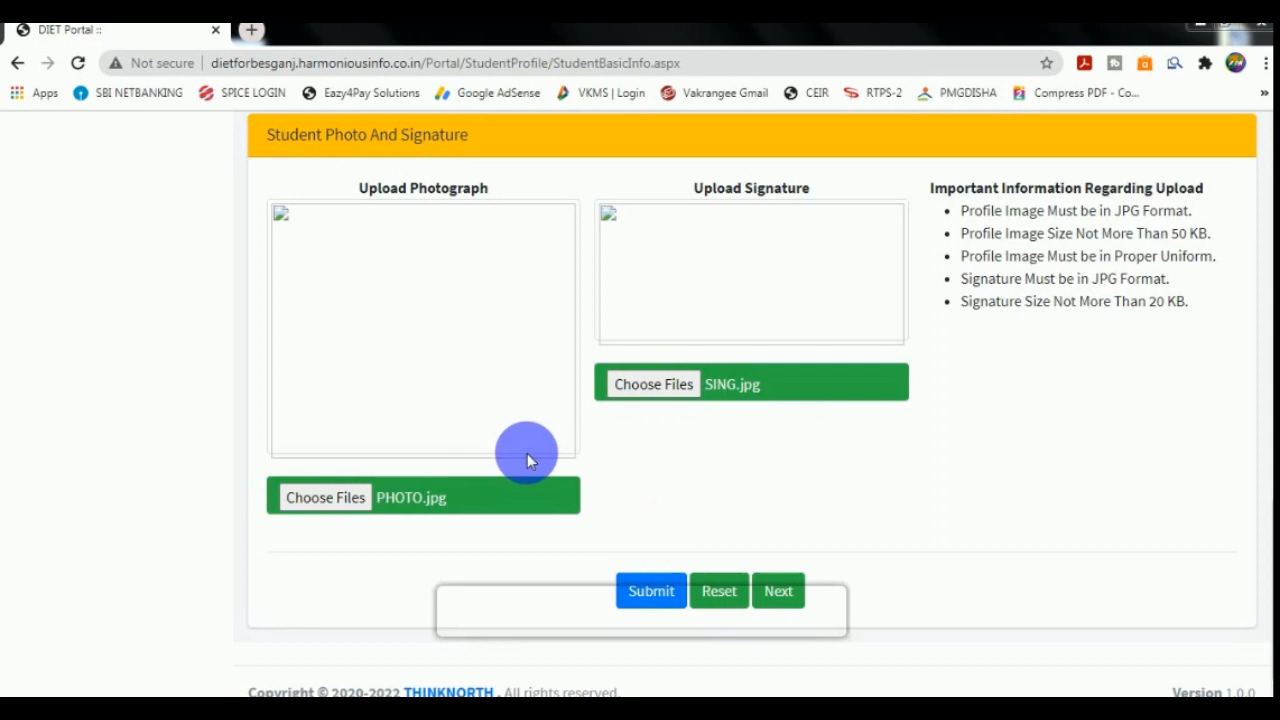 DIET Portal ::
Not secure dietforbesganj.harmoniousinfo.co.in/Portal/StudentProfile/StudentBasicInfo.aspx
Apps SBI NETBANKING SPICE LOGIN Eazy4Pay Solutions Google AdSense VKMS | Login Vakrangee Gmail CEIR RTPS-2 PMGDISHA Compress PDF - Co... »
Student Photo And Signature
Upload Photograph
Upload Signature
Important Information Regarding Upload
• Profile Image Must be in JPG Format.
• Profile Image Size Not More Than 50 KB.
• Profile Image Must be in Proper Uniform.
• Signature Must be in JPG Format.
• Signature Size Not More Than 20 KB.
Choose Files SING.jpg
Choose Files PHOTO.jpg
Submit Reset Next
Copyright © 2020-2022 THINKNORTH . All rights reserved.
Version 1.0.0